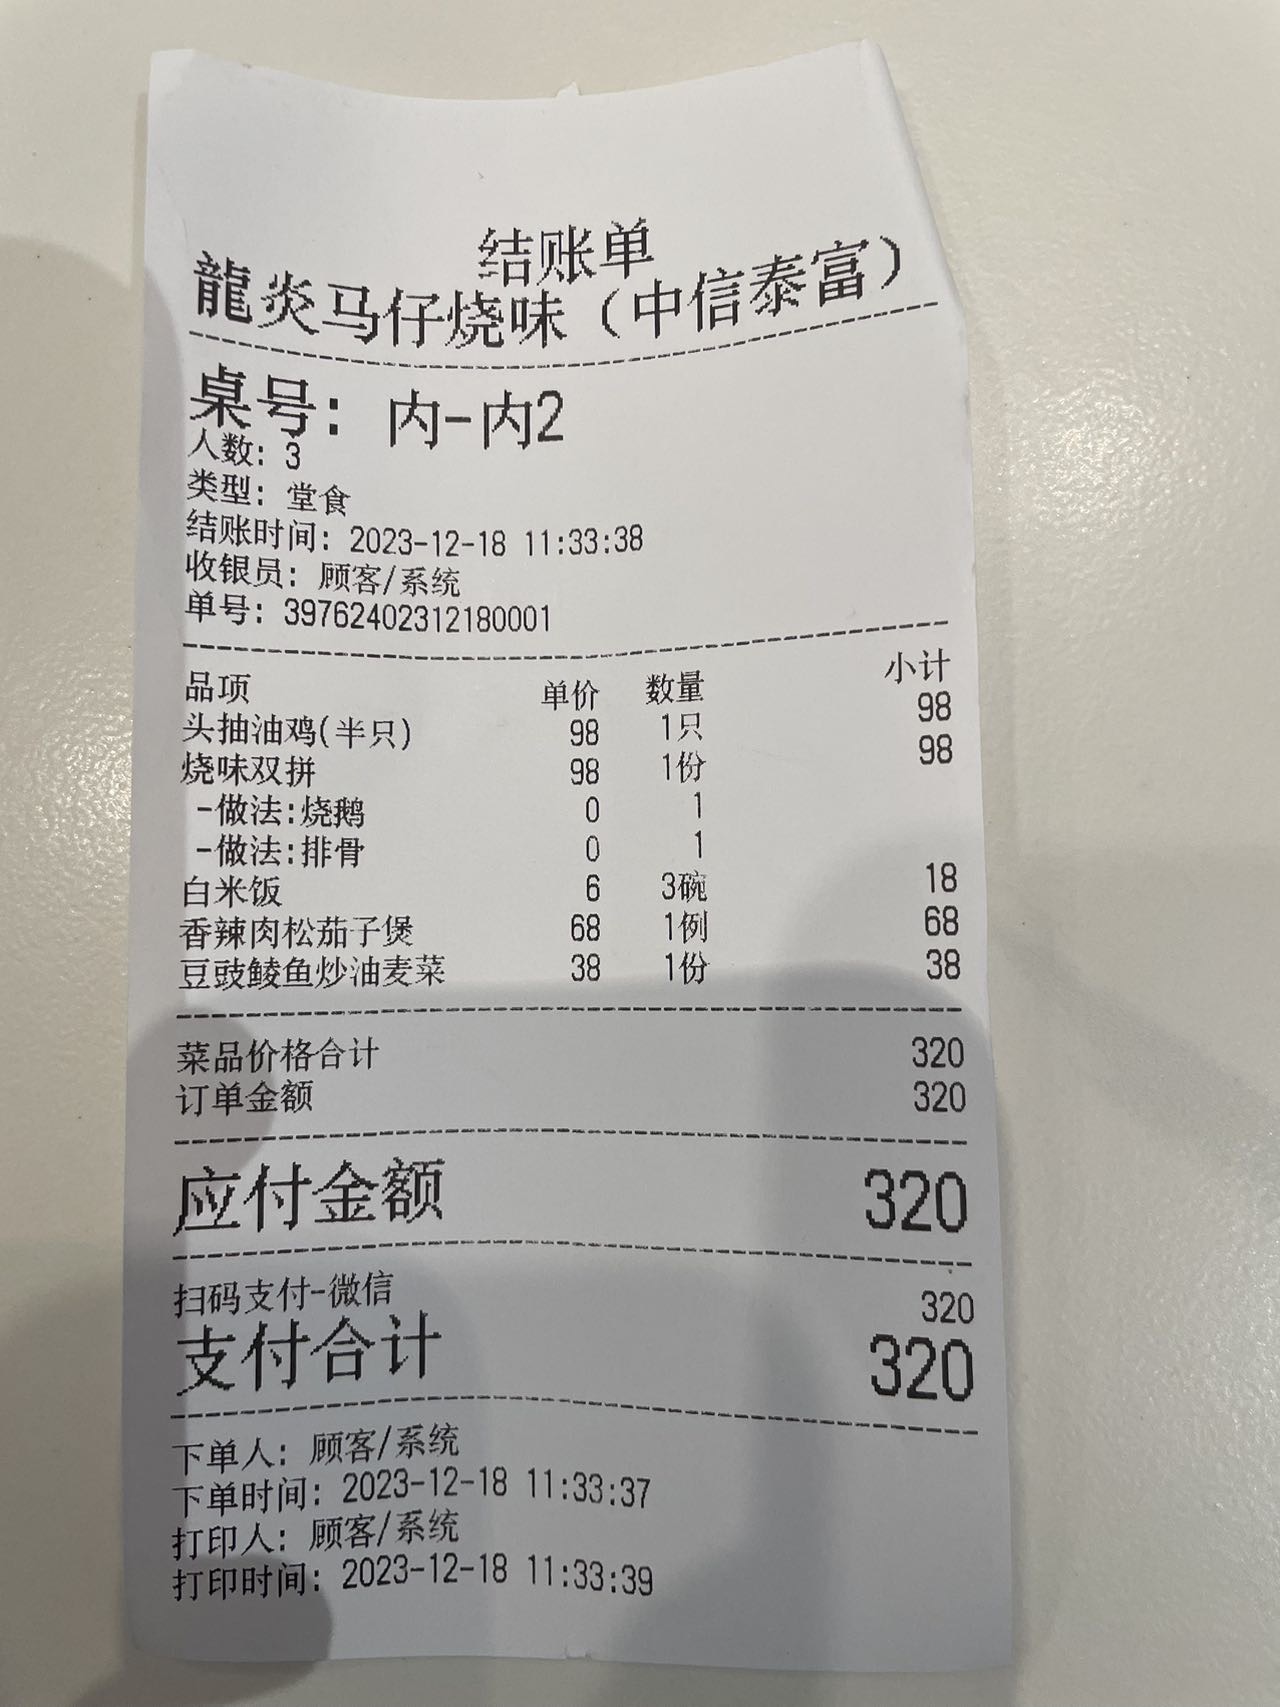 结账单
龍炎马仔烧味（中信泰富）
桌号： 内-内2
人数: 3
类型: 堂食
结账时间: 2023-12-18 11:33:38
收银员: 顾客/系统
单号: 39762402312180001
品项 单价 数量 小计
头抽油鸡(半只) 98 1只 98
烧味双拼 98 1份 98
-做法:烧鹅 0 1
-做法:排骨 0 1
白米饭 6 3碗 18
香辣肉松茄子煲 68 1例 68
豆豉鲮鱼炒油麦菜 38 1份 38
菜品价格合计 320
订单金额 320
应付金额 320
扫码支付-微信 320
支付合计 320
下单人: 顾客/系统
下单时间: 2023-12-18 11:33:37
打印人: 顾客/系统
打印时间: 2023-12-18 11:33:39